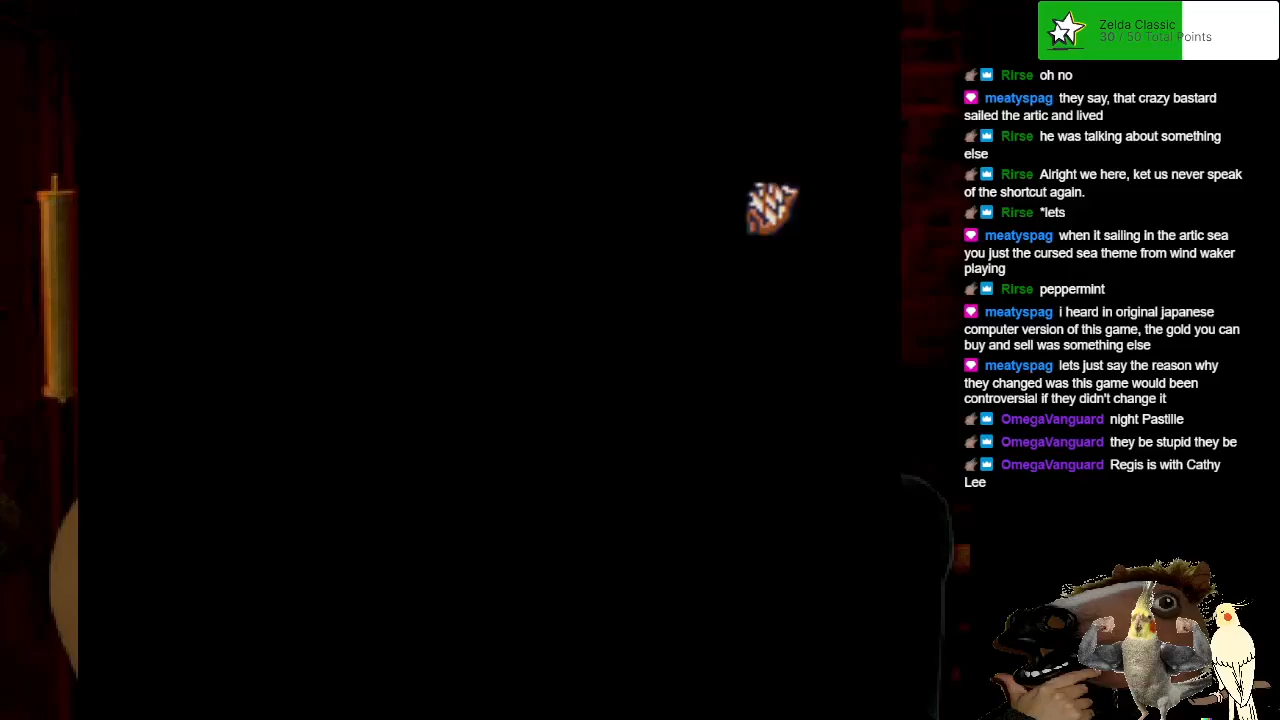 Zelda Classic
30 / 50 Total Points
Rirse oh no
meatyspag they say, that crazy bastard
sailed the artic and lived
Rirse he was talking about something
else
Rirse Alright we here, ket us never speak
of the shortcut again.
Rirse *lets
meatyspag when it sailing in the artic sea
you just the cursed sea theme from wind waker
playing
Rirse peppermint
meatyspag i heard in original japanese
computer version of this game, the gold you can
buy and sell was something else
meatyspag lets just say the reason why
they changed was this game would been
controversial if they didn't change it
OmegaVanguard night Pastille
OmegaVanguard they be stupid they be
OmegaVanguard Regis is with Cathy
Lee